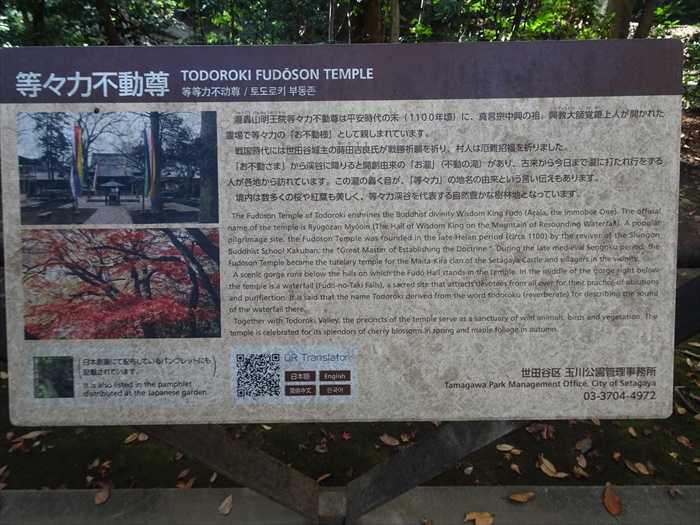 等々力不動尊 TODOROKI FUDŌSON TEMPLE
等等力不动尊 / 토도로키 부동존
瀧轟山明王院等々力不動尊は平安時代の末（1100年頃）に、真言宗中興の祖、興教大師覚鑁上人が開かれた
霊場で等々力の「お不動様」として親しまれています。
戦国時代には世田谷城主の吉良氏が戦勝祈願を祈り、村人は厄難招福を祈りました。
「お不動さま」から渓谷に降りると開創由来の「お瀧」（不動の瀧）があり、古来から今日まで瀧に打たれ行をする
人が各地から訪れています。この瀧の轟く音が、「等々力」の地名の由来という言い伝えもあります。
境内は数多くの桜や紅葉も美しく、等々力渓谷を代表する自然豊かな樹林地となっています。
The Fudōson Temple of Todoroki enshrines the Buddhist divinity Wisdom King Fudō (Acala, the Immobile One). The official
name of the temple is Ryūgōzan Myōōin (The Hall of Wisdom King on the Mountain of Resounding Waterfall). A popular
pilgrimage site, the Fudōson Temple was founded in the late Heian period (circa 1100) by the reviver of the Shingon
Buddhist School Kakuban, the "Great Master of Establishing the Doctrine". During the late medieval Sengoku period, the
Fudōson Temple become the tutelary temple for the Maita-Kira clan of the Setagaya Castle and villagers in the vicinity.
A scenic gorge runs below the hills on which the Fudō Hall stands in the temple. In the middle of the gorge right below
the temple is a waterfall (Fudō-no-Taki Falls), a sacred site that attracts devotees from all over for their practice of ablutions
and purification. It is said that the name Todoroki derived from the word todoroku (reverberate) for describing the sound
of the waterfall there.
Together with Todoroki Valley, the precincts of the temple serve as a sanctuary of wild animals, birds and vegetation. The
temple is celebrated for its splendors of cherry blossoms in spring and maple foliage in autumn.
日本庭園にて配布しているパンフレットにも
記載されています。
It is also listed in the pamphlet
distributed at the Japanese garden.
QR Translator
日本語 English
简体中文 한국어
世田谷区 玉川公園管理事務所
Tamagawa Park Management Office, City of Setagaya
03-3704-4972